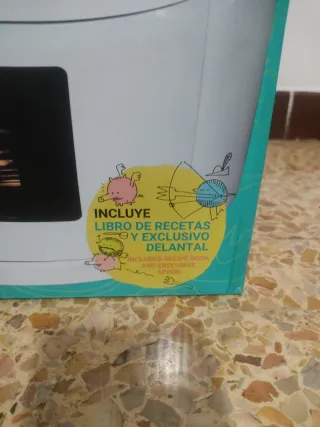 INCLUYE
LIBRO DE RECETAS
Y EXCLUSIVO
DELANTAL
INCLUDES RECIPE BOOK
AND EXCLUSIVE
APRON